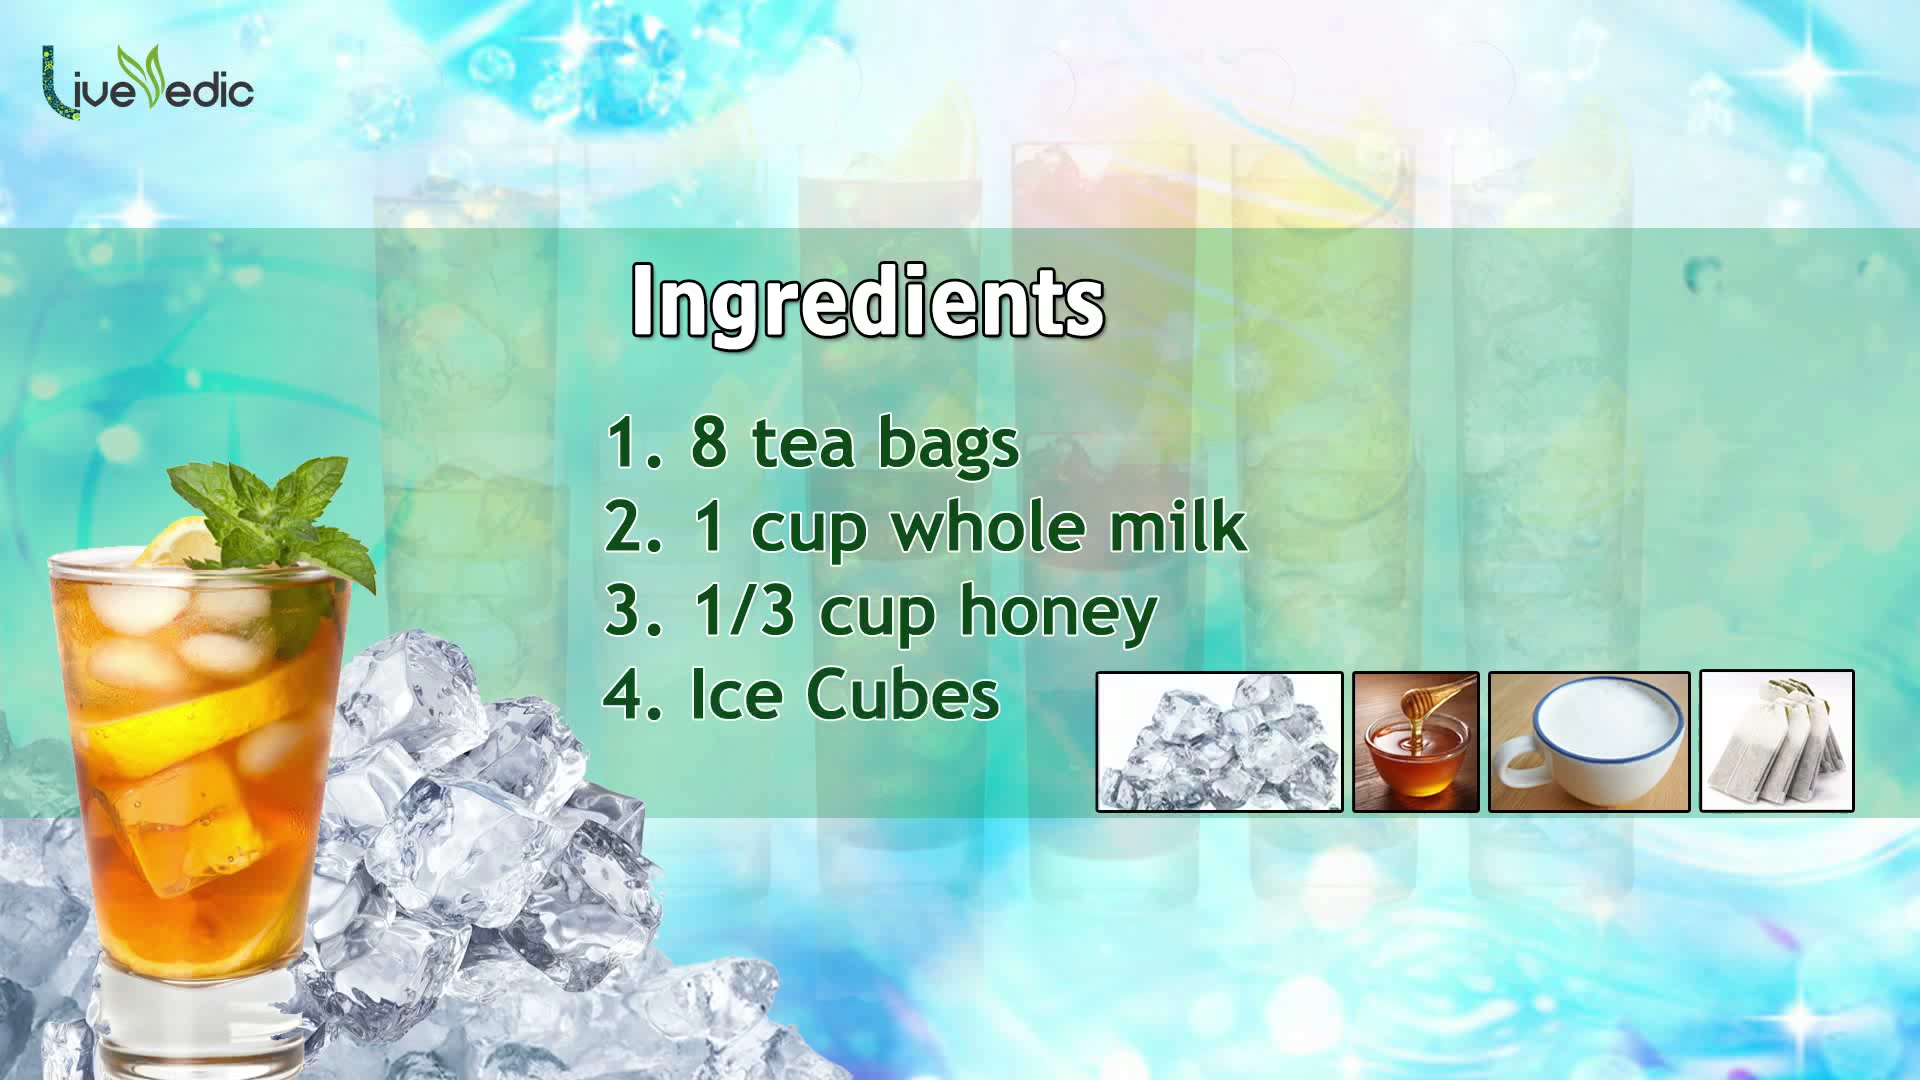 LiveVedic
Ingredients
1. 8 tea bags
2. 1 cup whole milk
3. 1/3 cup honey
4. Ice Cubes